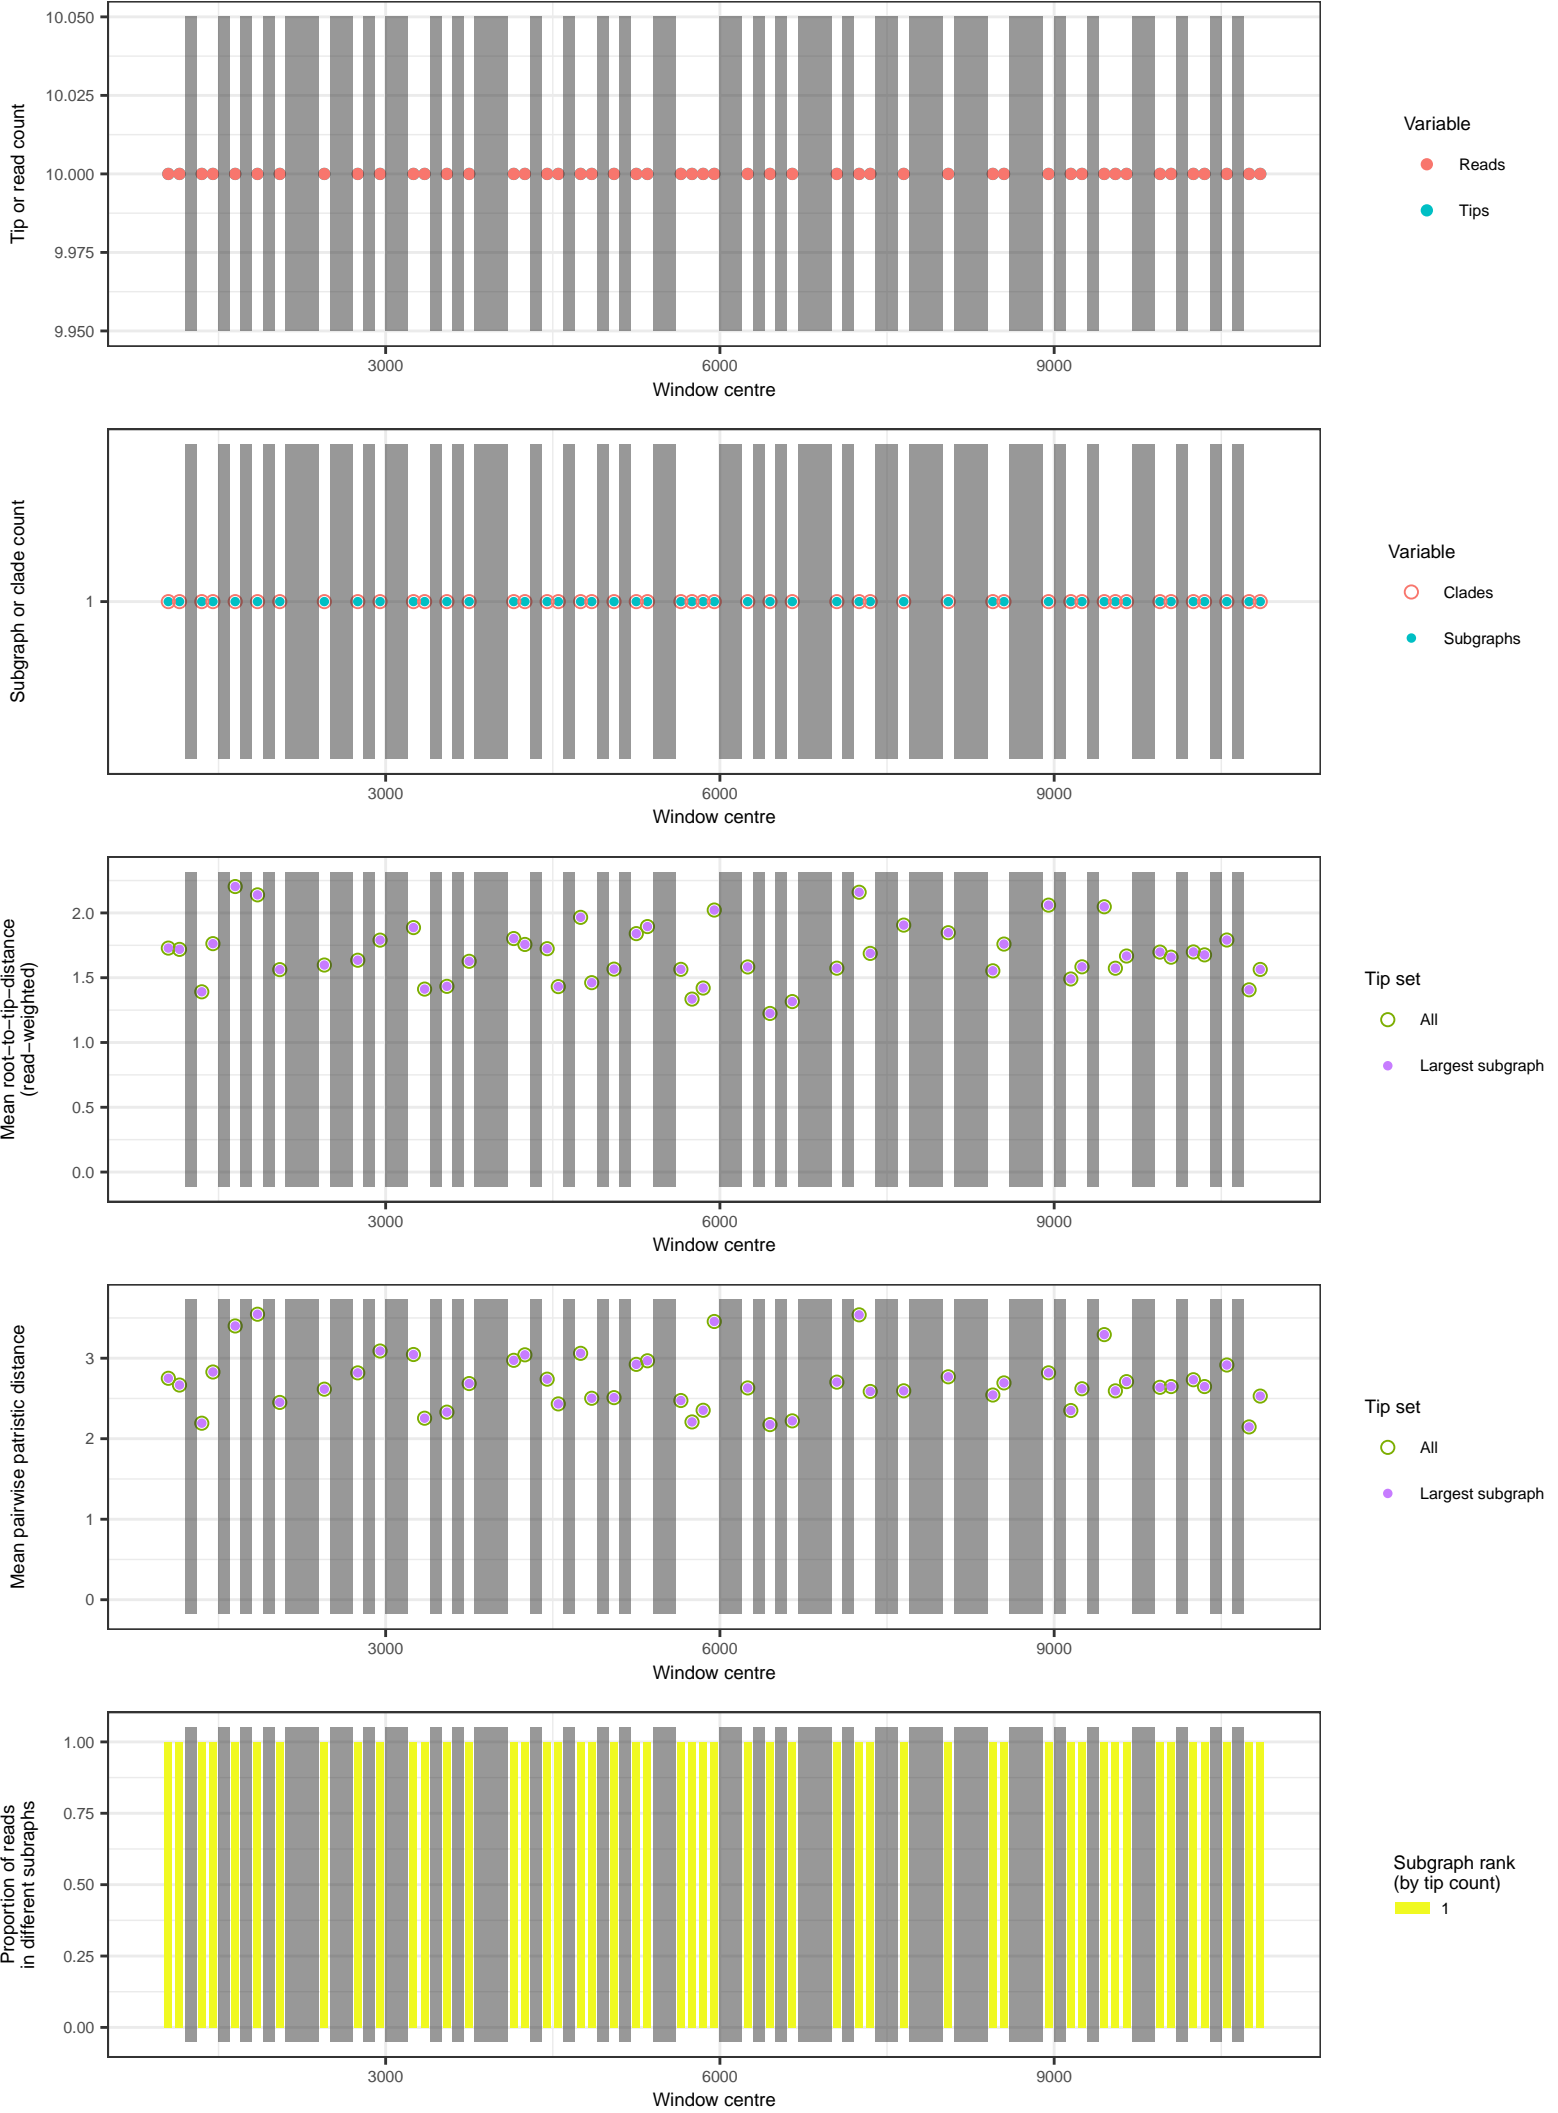 10.050
10.025
10.000
9.975
9.950
Tip or read count
3000
6000
9000
Window centre
Variable
Reads
Tips
1
Subgraph or clade count
3000
6000
9000
Window centre
Variable
Clades
Subgraphs
2.0
1.5
1.0
0.5
0.0
Mean root−to−tip−distance
(read−weighted)
3000
6000
9000
Window centre
Tip set
All
Largest subgraph
3
2
1
0
Mean pairwise patristic distance
3000
6000
9000
Window centre
Tip set
All
Largest subgraph
1.00
0.75
0.50
0.25
0.00
Proportion of reads
in different subraphs
3000
6000
9000
Window centre
Subgraph rank
(by tip count)
1